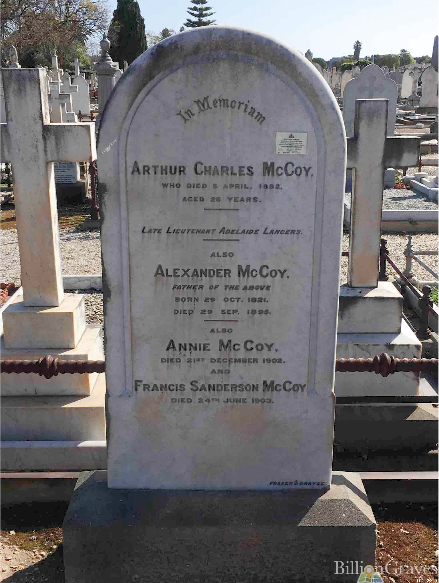 In Memoriam
ARTHUR CHARLES McCOY,
WHO DIED 5 APRIL, 1892,
AGED 26 YEARS.
LATE LIEUTENANT ADELAIDE LANCERS.
ALSO
ALEXANDER McCOY,
FATHER OF THE ABOVE
BORN 29 OCT. 1821,
DIED 29 SEP. 1895.
ALSO
ANNIE McCOY,
DIED 21ST DECEMBER 1902.
AND
FRANCIS SANDERSON McCOY
DIED 24TH JUNE 1903.
BillionGraves